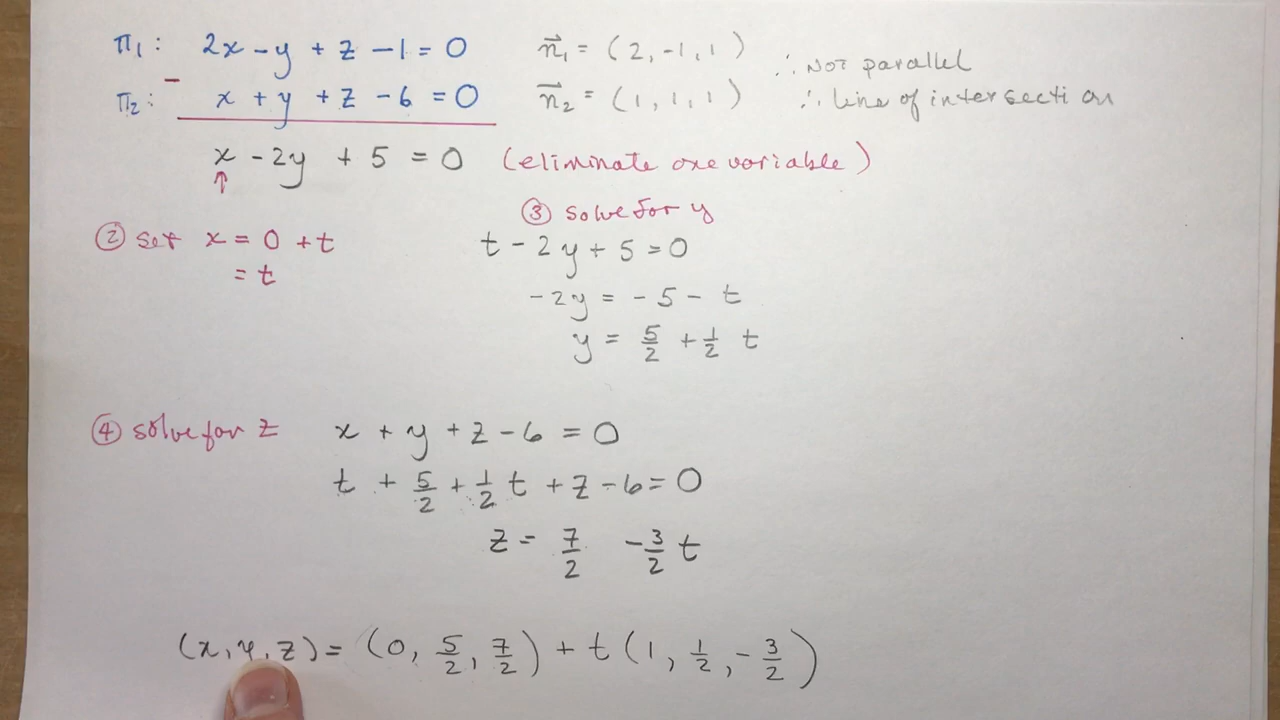 π₁: 2x - y + z - 1 = 0 n⃗₁ = (2, -1, 1) ∴ Not parallel
− π₂: x + y + z - 6 = 0 n⃗₂ = (1, 1, 1) ∴ line of intersection
x - 2y + 5 = 0 (eliminate one variable)
↑
② set x = 0 + t
= t
③ solve for y
t - 2y + 5 = 0
-2y = -5 - t
y = 5/2 + 1/2 t
④ solve for z x + y + z - 6 = 0
t + 5/2 + 1/2 t + z - 6 = 0
z = 7/2 - 3/2 t
(x, y, z) = (0, 5/2, 7/2) + t(1, 1/2, -3/2)